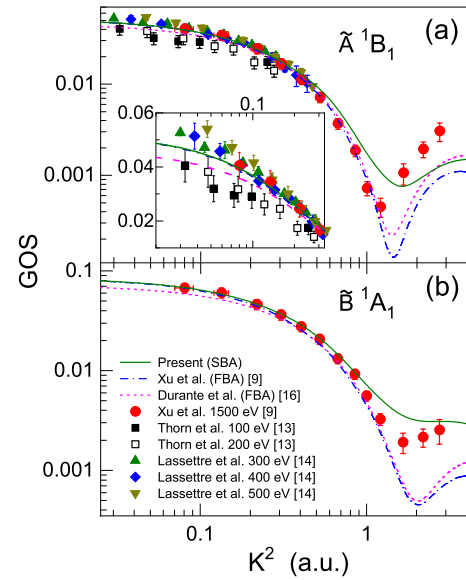 Ã ¹B₁
(a)
0.01
0.001
0.1
0.06
0.04
0.02
GOS
0.1
0.01
0.001
B̃ ¹A₁
(b)
Present (SBA)
Xu et al. (FBA) [9]
Durante et al. (FBA) [16]
Xu et al. 1500 eV [9]
Thorn et al. 100 eV [13]
Thorn et al. 200 eV [13]
Lassettre et al. 300 eV [14]
Lassettre et al. 400 eV [14]
Lassettre et al. 500 eV [14]
0.1 1
K² (a.u.)